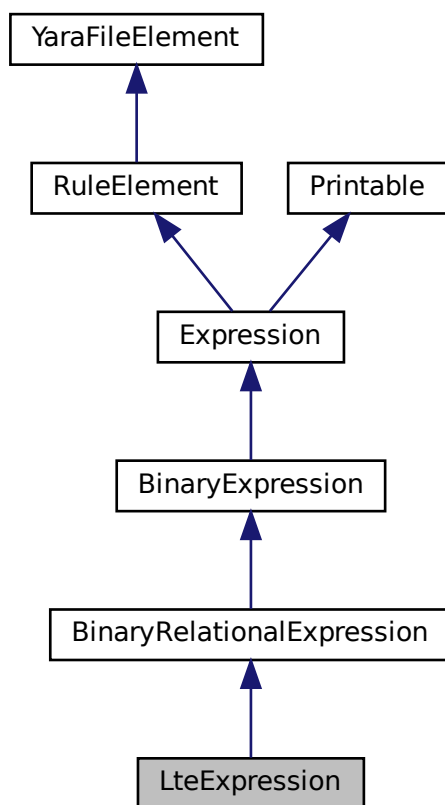 YaraFileElement
RuleElement
Printable
Expression
BinaryExpression
BinaryRelationalExpression
LteExpression